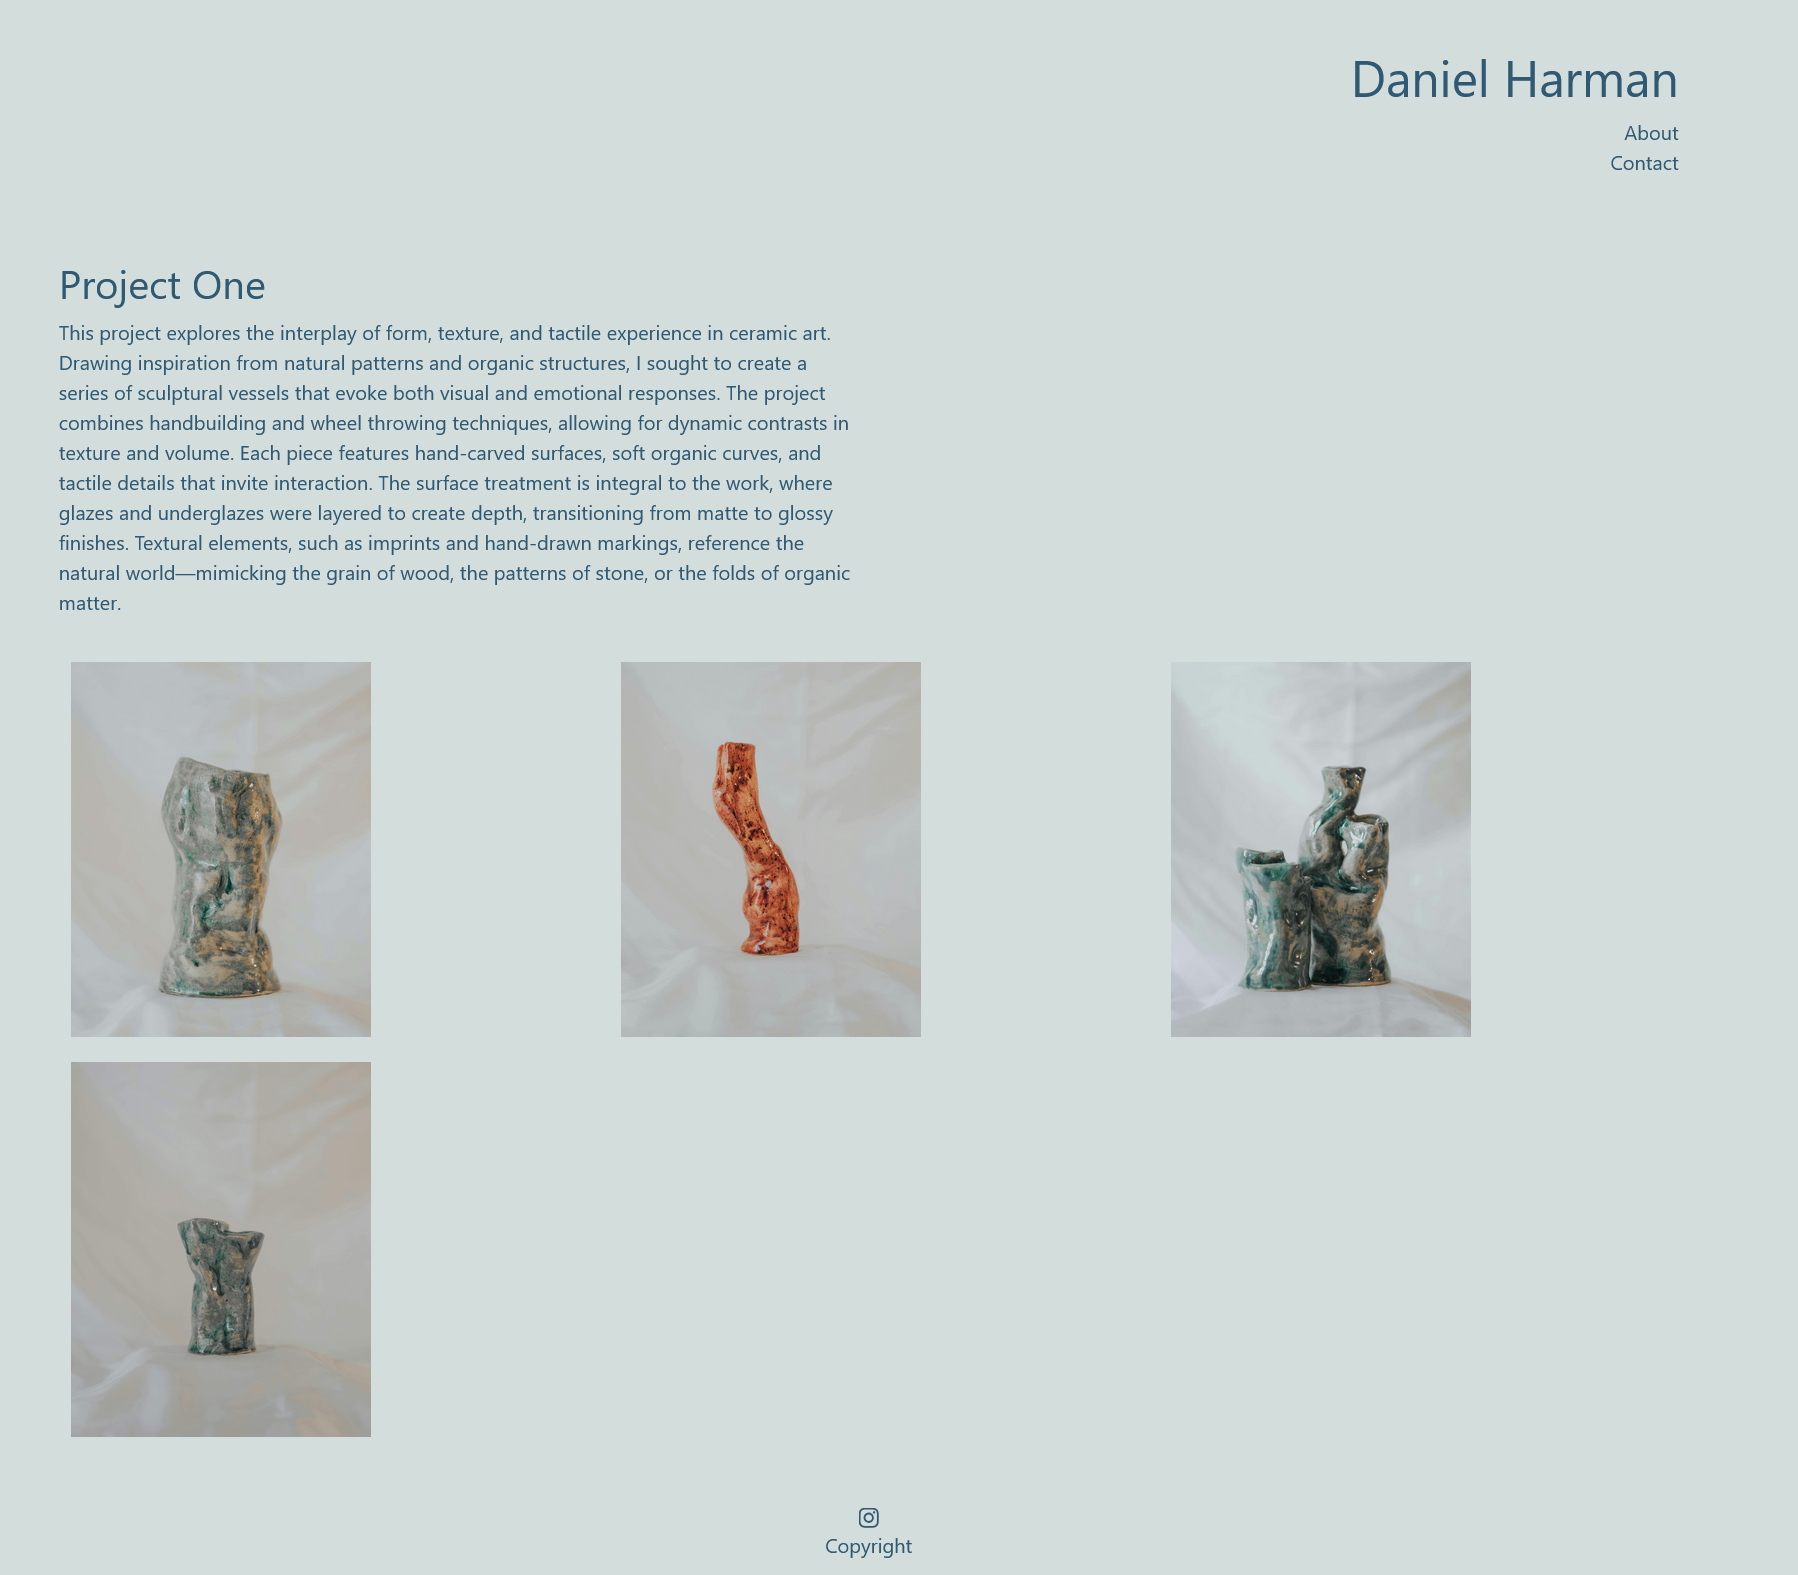 Daniel Harman
About
Contact
Project One
This project explores the interplay of form, texture, and tactile experience in ceramic art.
Drawing inspiration from natural patterns and organic structures, I sought to create a
series of sculptural vessels that evoke both visual and emotional responses. The project
combines handbuilding and wheel throwing techniques, allowing for dynamic contrasts in
texture and volume. Each piece features hand-carved surfaces, soft organic curves, and
tactile details that invite interaction. The surface treatment is integral to the work, where
glazes and underglazes were layered to create depth, transitioning from matte to glossy
finishes. Textural elements, such as imprints and hand-drawn markings, reference the
natural world—mimicking the grain of wood, the patterns of stone, or the folds of organic
matter.
Copyright